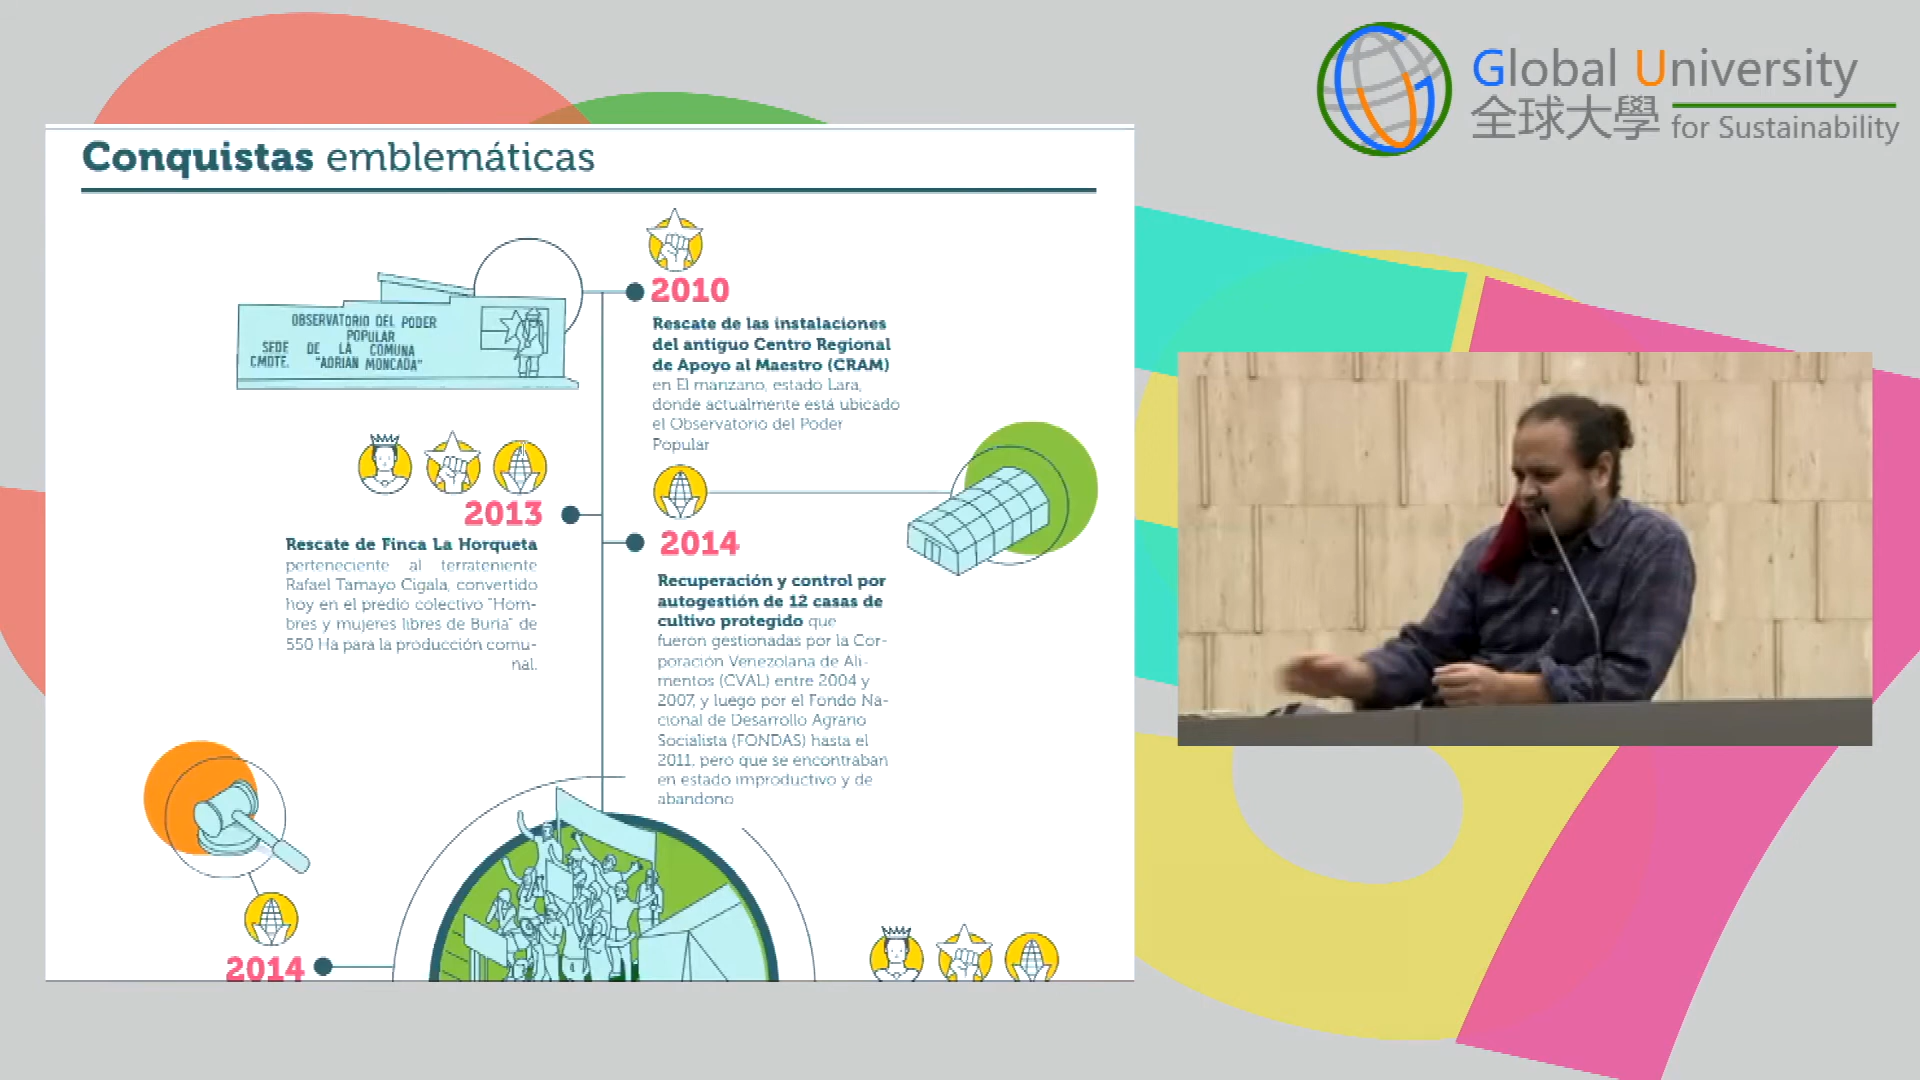 Global University
全球大學 for Sustainability
Conquistas emblemáticas
OBSERVATORIO DEL PODER
POPULAR
SEDE DE LA COMUNA
CMDTE. "ADRIAN MONCADA"
2010
Rescate de las instalaciones
del antiguo Centro Regional
de Apoyo al Maestro (CRAM)
en El manzano, estado Lara,
donde actualmente está ubicado
el Observatorio del Poder
Popular
2013
Rescate de Finca La Horqueta
perteneciente al terrateniente
Rafael Tamayo Cigala, convertido
hoy en el predio colectivo "Hom-
bres y mujeres libres de Buria" de
550 Ha para la producción comu-
nal.
2014
Recuperación y control por
autogestión de 12 casas de
cultivo protegido que
fueron gestionadas por la Cor-
poración Venezolana de Ali-
mentos (CVAL) entre 2004 y
2007, y luego por el Fondo Na-
cional de Desarrollo Agrario
Socialista (FONDAS) hasta el
2011, pero que se encontraban
en estado improductivo y de
abandono
2014